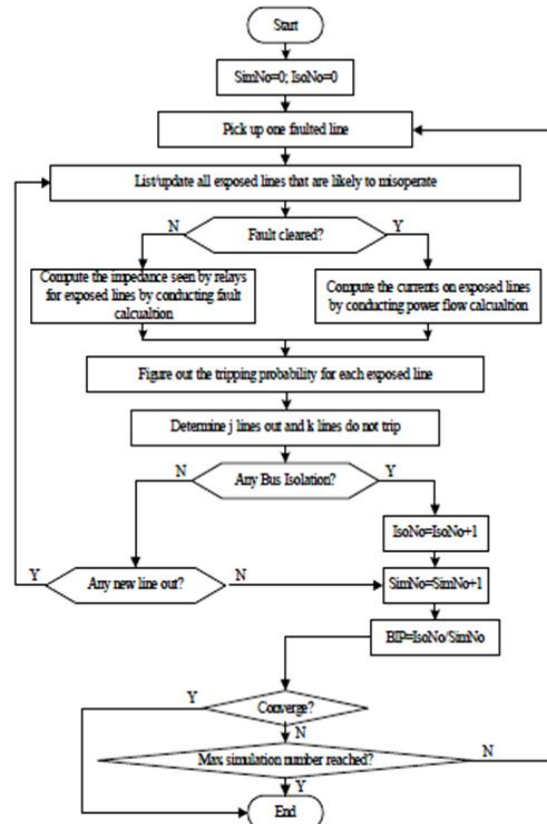 Start
SimNo=0; IsoNo=0
Pick up one faulted line
List/update all exposed lines that are likely to misoperate
N
Fault cleared?
Y
Compute the impedance seen by relays
for exposed lines by conducting fault
calcualtion
Compute the currents on exposed lines
by conducting power flow calcualtion
Figure out the tripping probability for each exposed line
Determine j lines out and k lines do not trip
N
Any Bus Isolation?
Y
IsoNo=IsoNo+1
Y
Any new line out?
N
SimNo=SimNo+1
BIP=IsoNo/SimNo
Y
Converge?
N
Max simulation number reached?
N
Y
End